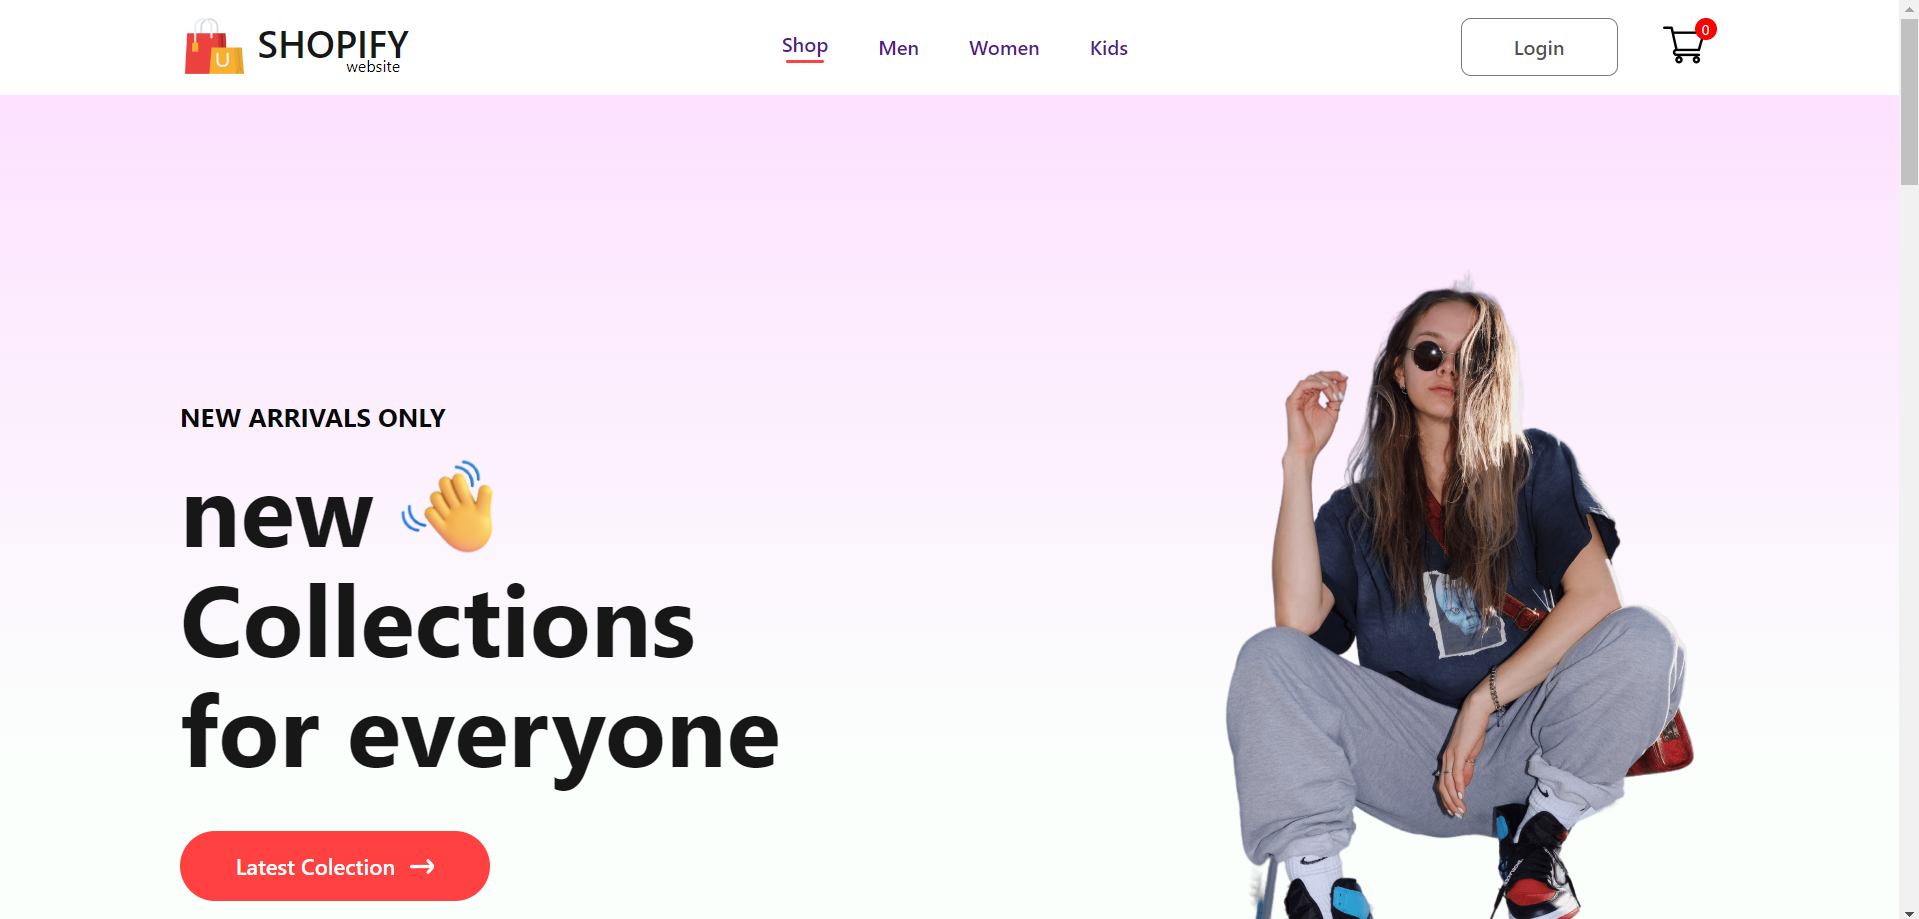 SHOPIFY
website
Shop
Men
Women
Kids
Login
0
U
NEW ARRIVALS ONLY
new 👋
Collections
for everyone
Latest Colection →